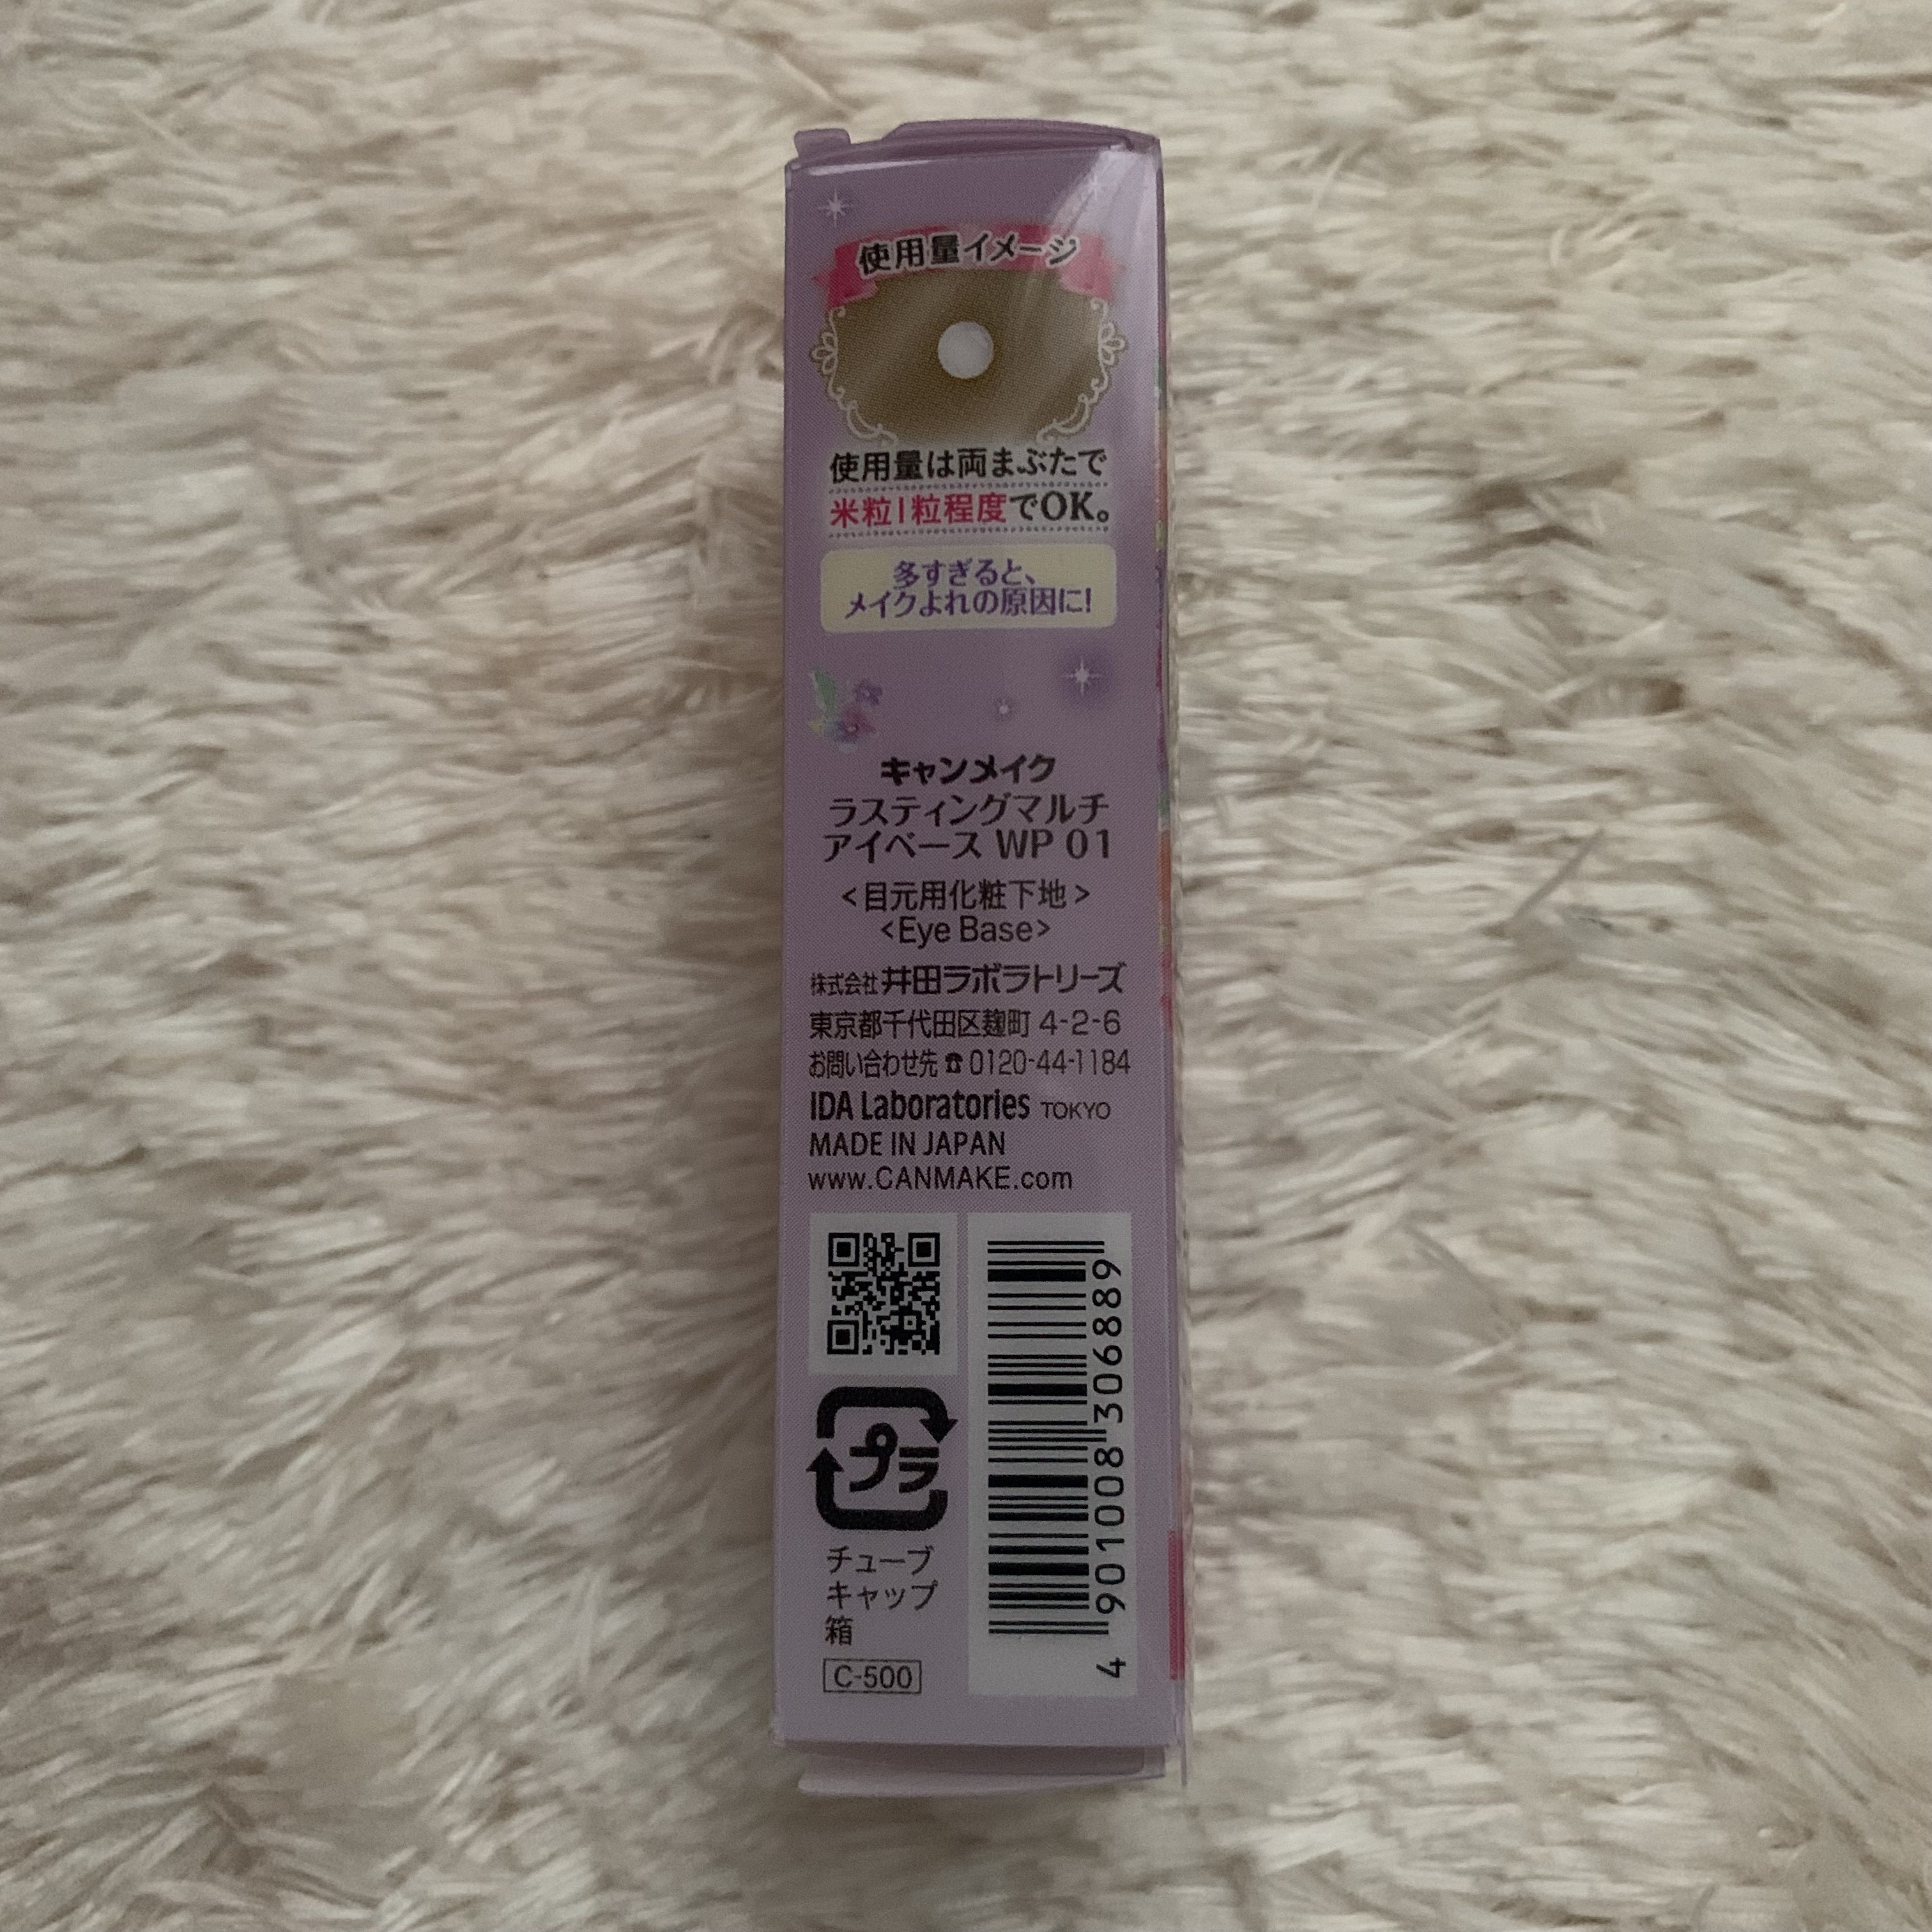 使用量イメージ
使用量は両まぶたで
米粒1粒程度でOK。
多すぎると、
メイクよれの原因に!
キャンメイク
ラスティングマルチ
アイベース WP 01
<目元用化粧下地>
<Eye Base>
株式会社 井田ラボラトリーズ
東京都千代田区麹町 4-2-6
お問い合わせ先 ☎ 0120-44-1184
IDA Laboratories TOKYO
MADE IN JAPAN
www.CANMAKE.com
プラ
チューブ
キャップ
箱
C-500
4 901008 306889